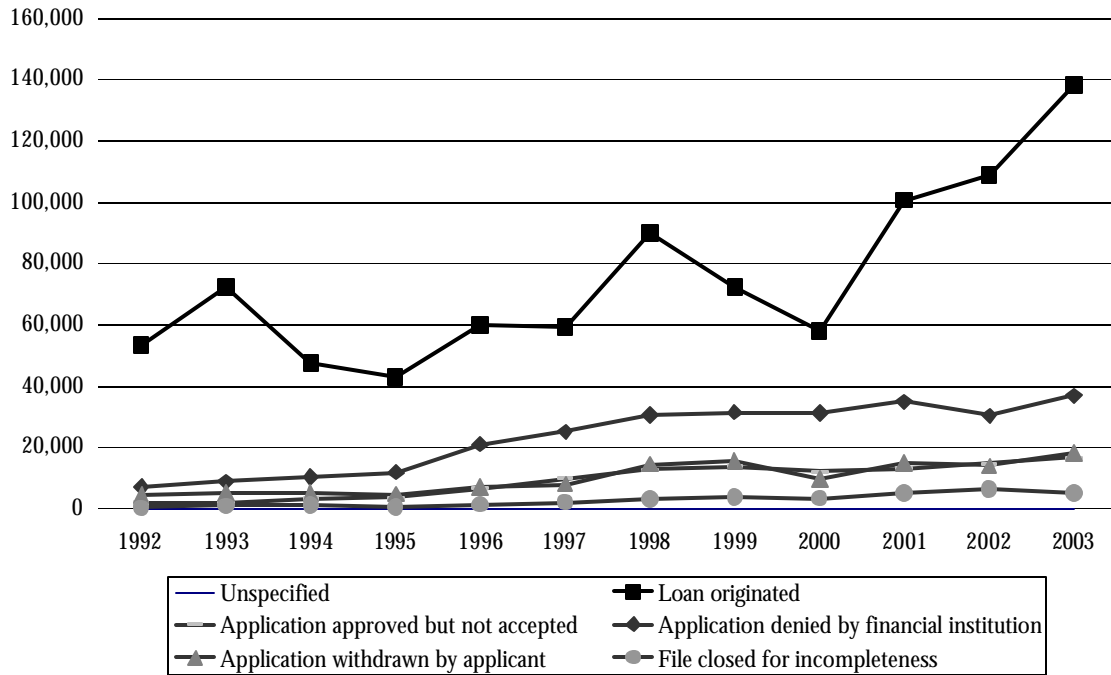 160,000
140,000
120,000
100,000
80,000
60,000
40,000
20,000
0
1992 1993 1994 1995 1996 1997 1998 1999 2000 2001 2002 2003
Unspecified Loan originated
Application approved but not accepted Application denied by financial institution
Application withdrawn by applicant File closed for incompleteness